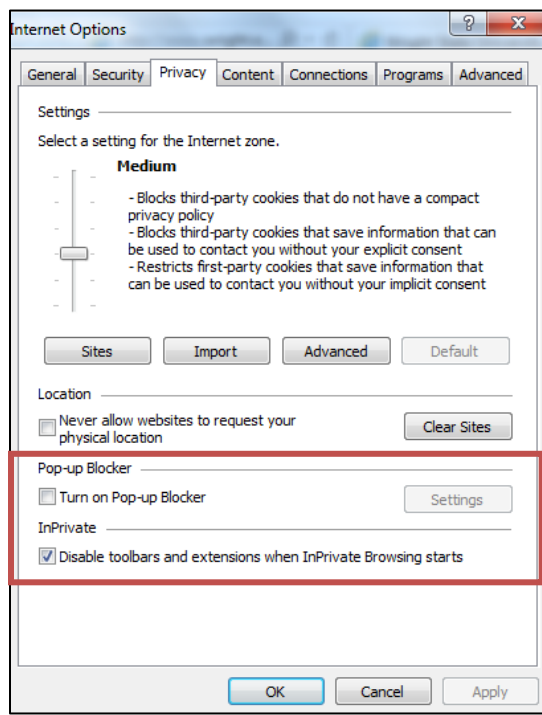 Internet Options
General Security Privacy Content Connections Programs Advanced
Settings
Select a setting for the Internet zone.
Medium
- Blocks third-party cookies that do not have a compact
privacy policy
- Blocks third-party cookies that save information that can
be used to contact you without your explicit consent
- Restricts first-party cookies that save information that
can be used to contact you without your implicit consent
Sites Import Advanced Default
Location
Never allow websites to request your
physical location
Clear Sites
Pop-up Blocker
Turn on Pop-up Blocker
Settings
InPrivate
Disable toolbars and extensions when InPrivate Browsing starts
OK Cancel Apply